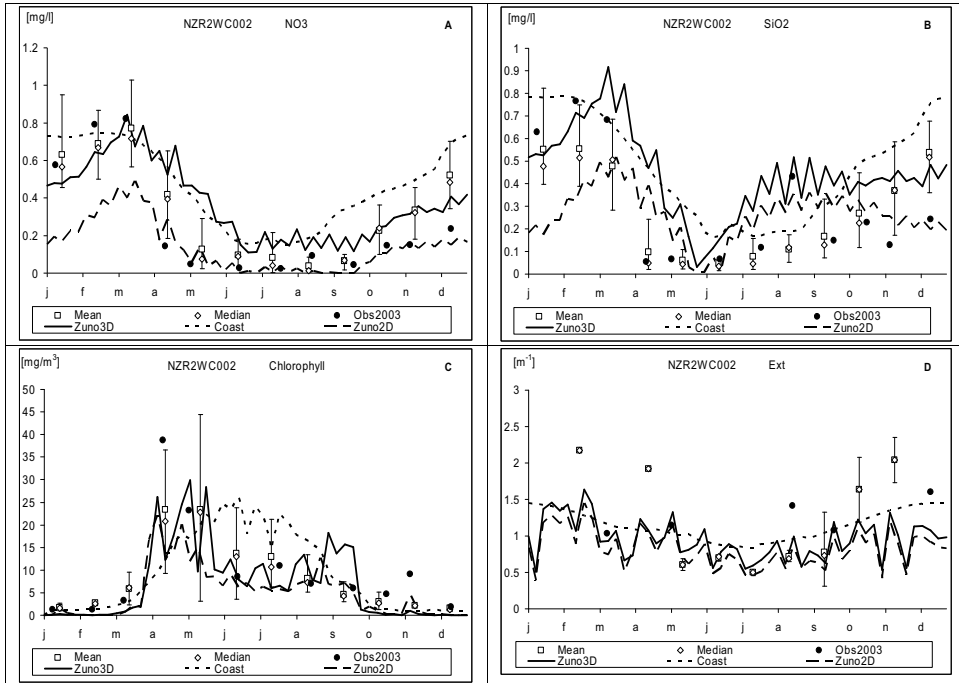 [mg/l]
NZR2WC002 NO3 A
1.2
1
0.8
0.6
0.4
0.2
0
j f m a m j j a s o n d
Mean Median Obs2003
Zuno3D Coast Zuno2D
[mg/l]
NZR2WC002 SiO2 B
1
0.9
0.8
0.7
0.6
0.5
0.4
0.3
0.2
0.1
0
j f m a m j j a s o n d
Mean Median Obs2003
Zuno3D Coast Zuno2D
[mg/m³]
NZR2WC002 Chlorophyll C
50
45
40
35
30
25
20
15
10
5
0
j f m a m j j a s o n d
Mean Median Obs2003
Zuno3D Coast Zuno2D
[m⁻¹]
NZR2WC002 Ext D
3
2.5
2
1.5
1
0.5
0
j f m a m j j a s o n d
Mean Median Obs2003
Zuno3D Coast Zuno2D